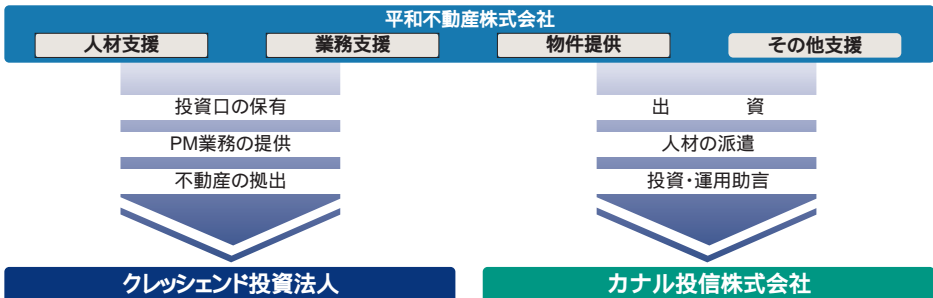 平和不動産株式会社
人材支援 業務支援 物件提供 その他支援
投資口の保有 出 資
PM業務の提供 人材の派遣
不動産の拠出 投資・運用助言
クレッシェンド投資法人 カナル投信株式会社